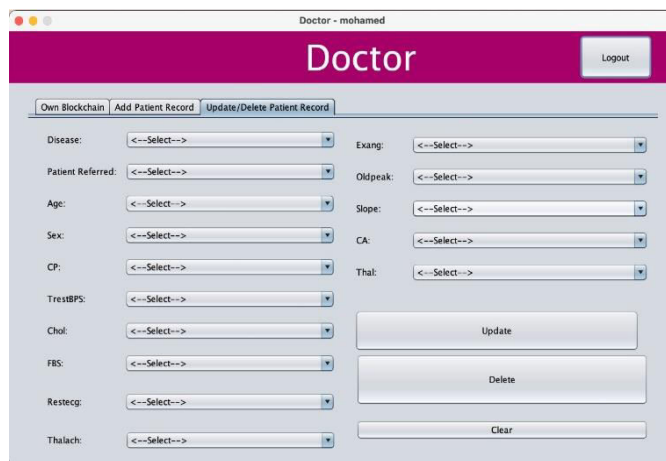 Doctor - mohamed
Doctor
Logout
Own Blockchain Add Patient Record Update/Delete Patient Record
Disease: <--Select-->
Patient Referred: <--Select-->
Age: <--Select-->
Sex: <--Select-->
CP: <--Select-->
TrestBPS: <--Select-->
Chol: <--Select-->
FBS: <--Select-->
Restecg: <--Select-->
Thalach: <--Select-->
Exang: <--Select-->
Oldpeak: <--Select-->
Slope: <--Select-->
CA: <--Select-->
Thal: <--Select-->
Update
Delete
Clear